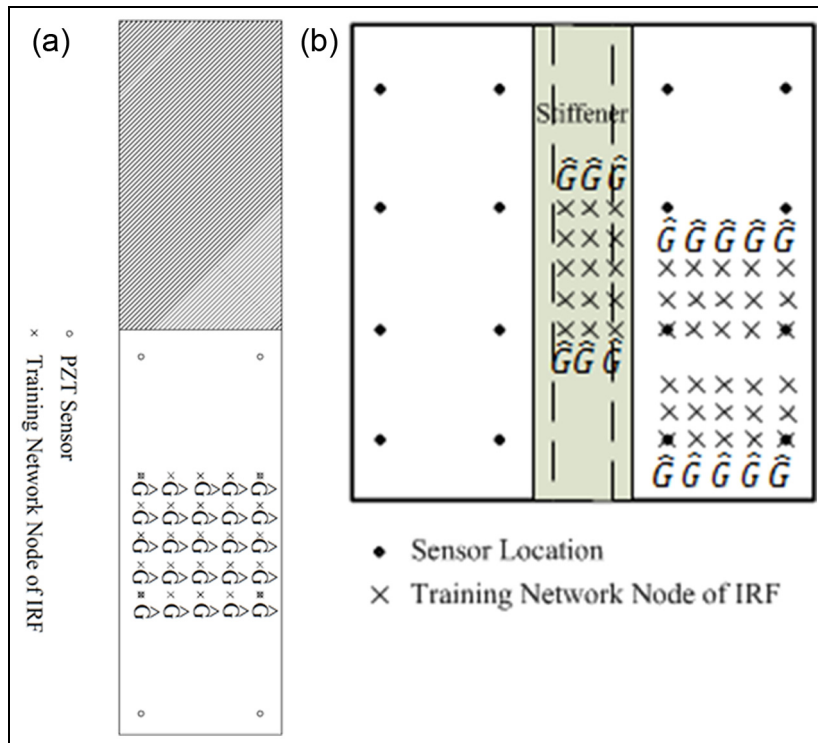 (a)
PZT Sensor
Training Network Node of IRF
Ĝ Ĝ Ĝ Ĝ Ĝ
Ĝ Ĝ Ĝ Ĝ Ĝ
Ĝ Ĝ Ĝ Ĝ Ĝ
Ĝ Ĝ Ĝ Ĝ Ĝ
Ĝ Ĝ Ĝ Ĝ Ĝ
(b)
Stiffener
Ĝ Ĝ Ĝ
Ĝ Ĝ Ĝ Ĝ Ĝ
Ĝ Ĝ Ĝ
Ĝ Ĝ Ĝ Ĝ Ĝ
Sensor Location
Training Network Node of IRF